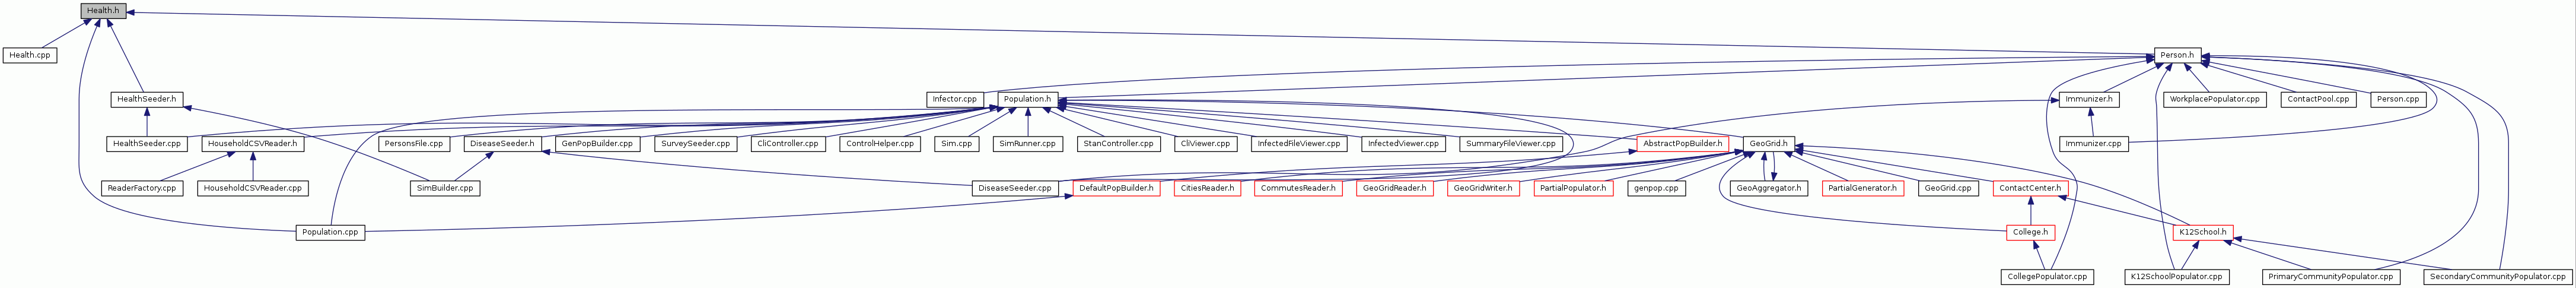 Health.h
Health.cpp
Person.h
HealthSeeder.h
Infector.cpp
Population.h
Immunizer.h
WorkplacePopulator.cpp
ContactPool.cpp
Person.cpp
HealthSeeder.cpp
HouseholdCSVReader.h
PersonsFile.cpp
DiseaseSeeder.h
GenPopBuilder.cpp
SurveySeeder.cpp
CliController.cpp
ControlHelper.cpp
Sim.cpp
SimRunner.cpp
StanController.cpp
CliViewer.cpp
InfectedFileViewer.cpp
InfectedViewer.cpp
SummaryFileViewer.cpp
AbstractPopBuilder.h
GeoGrid.h
Immunizer.cpp
ReaderFactory.cpp
HouseholdCSVReader.cpp
SimBuilder.cpp
DiseaseSeeder.cpp
DefaultPopBuilder.h
CitiesReader.h
CommutesReader.h
GeoGridReader.h
GeoGridWriter.h
PartialPopulator.h
genpop.cpp
GeoAggregator.h
PartialGenerator.h
GeoGrid.cpp
ContactCenter.h
Population.cpp
College.h
K12School.h
CollegePopulator.cpp
K12SchoolPopulator.cpp
PrimaryCommunityPopulator.cpp
SecondaryCommunityPopulator.cpp